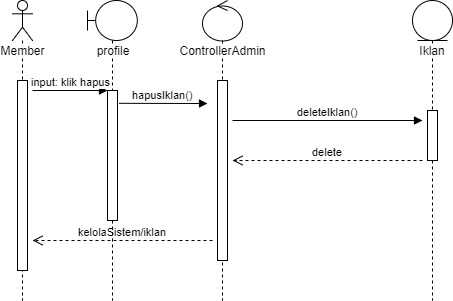 Member
profile
ControllerAdmin
Iklan
input: klik hapus
hapusIklan()
deleteIklan()
delete
kelolaSistem/iklan